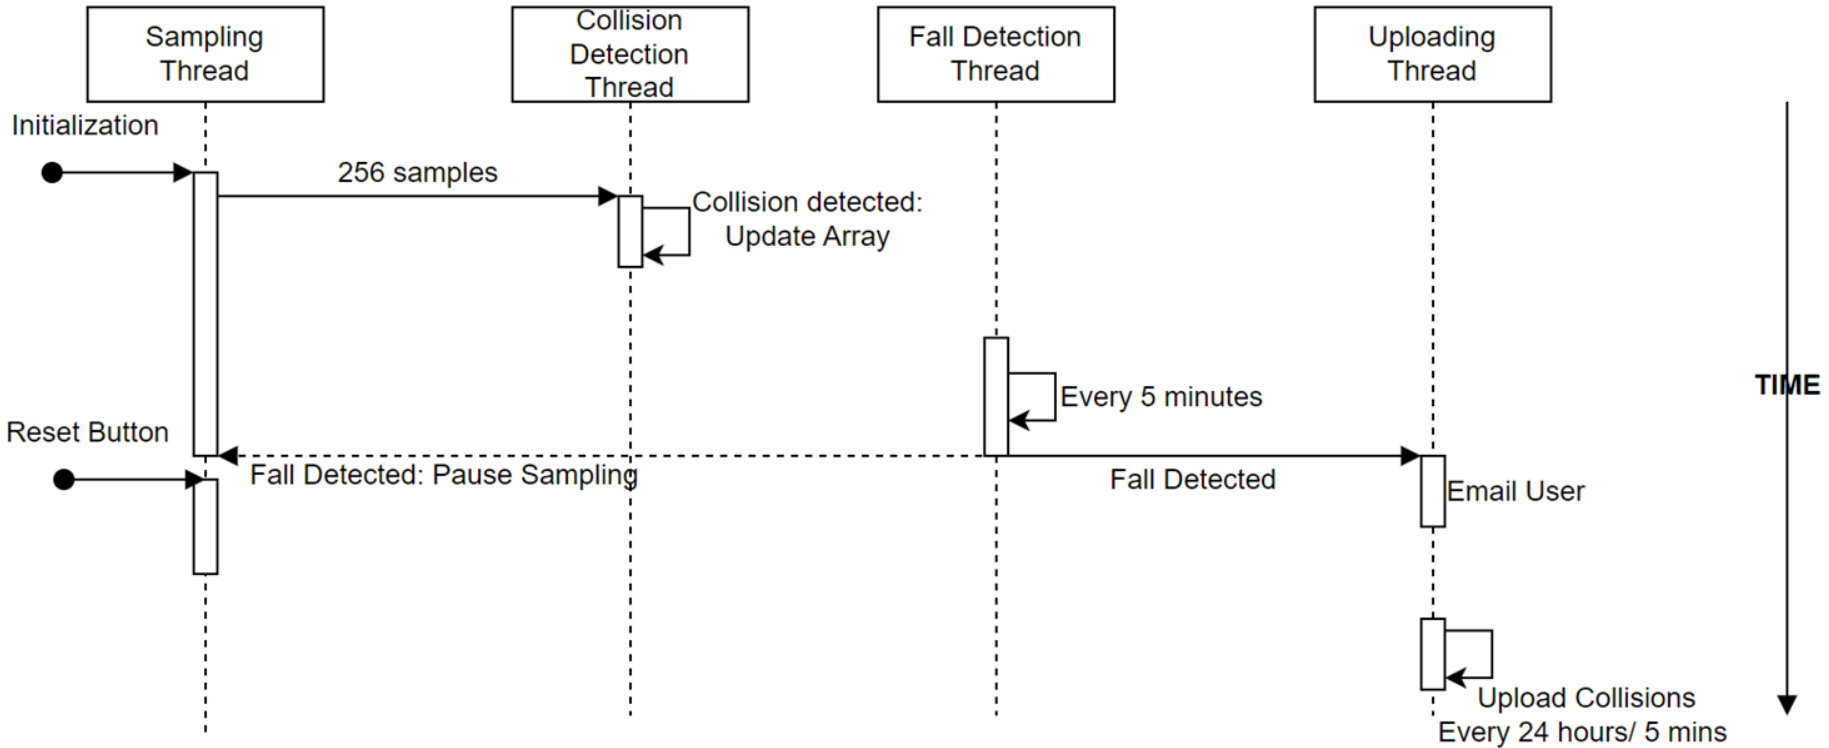 Sampling
Thread
Collision
Detection
Thread
Fall Detection
Thread
Uploading
Thread
Initialization
256 samples
Collision detected:
Update Array
Every 5 minutes
TIME
Reset Button
Fall Detected: Pause Sampling
Fall Detected
Email User
Upload Collisions
Every 24 hours/ 5 mins